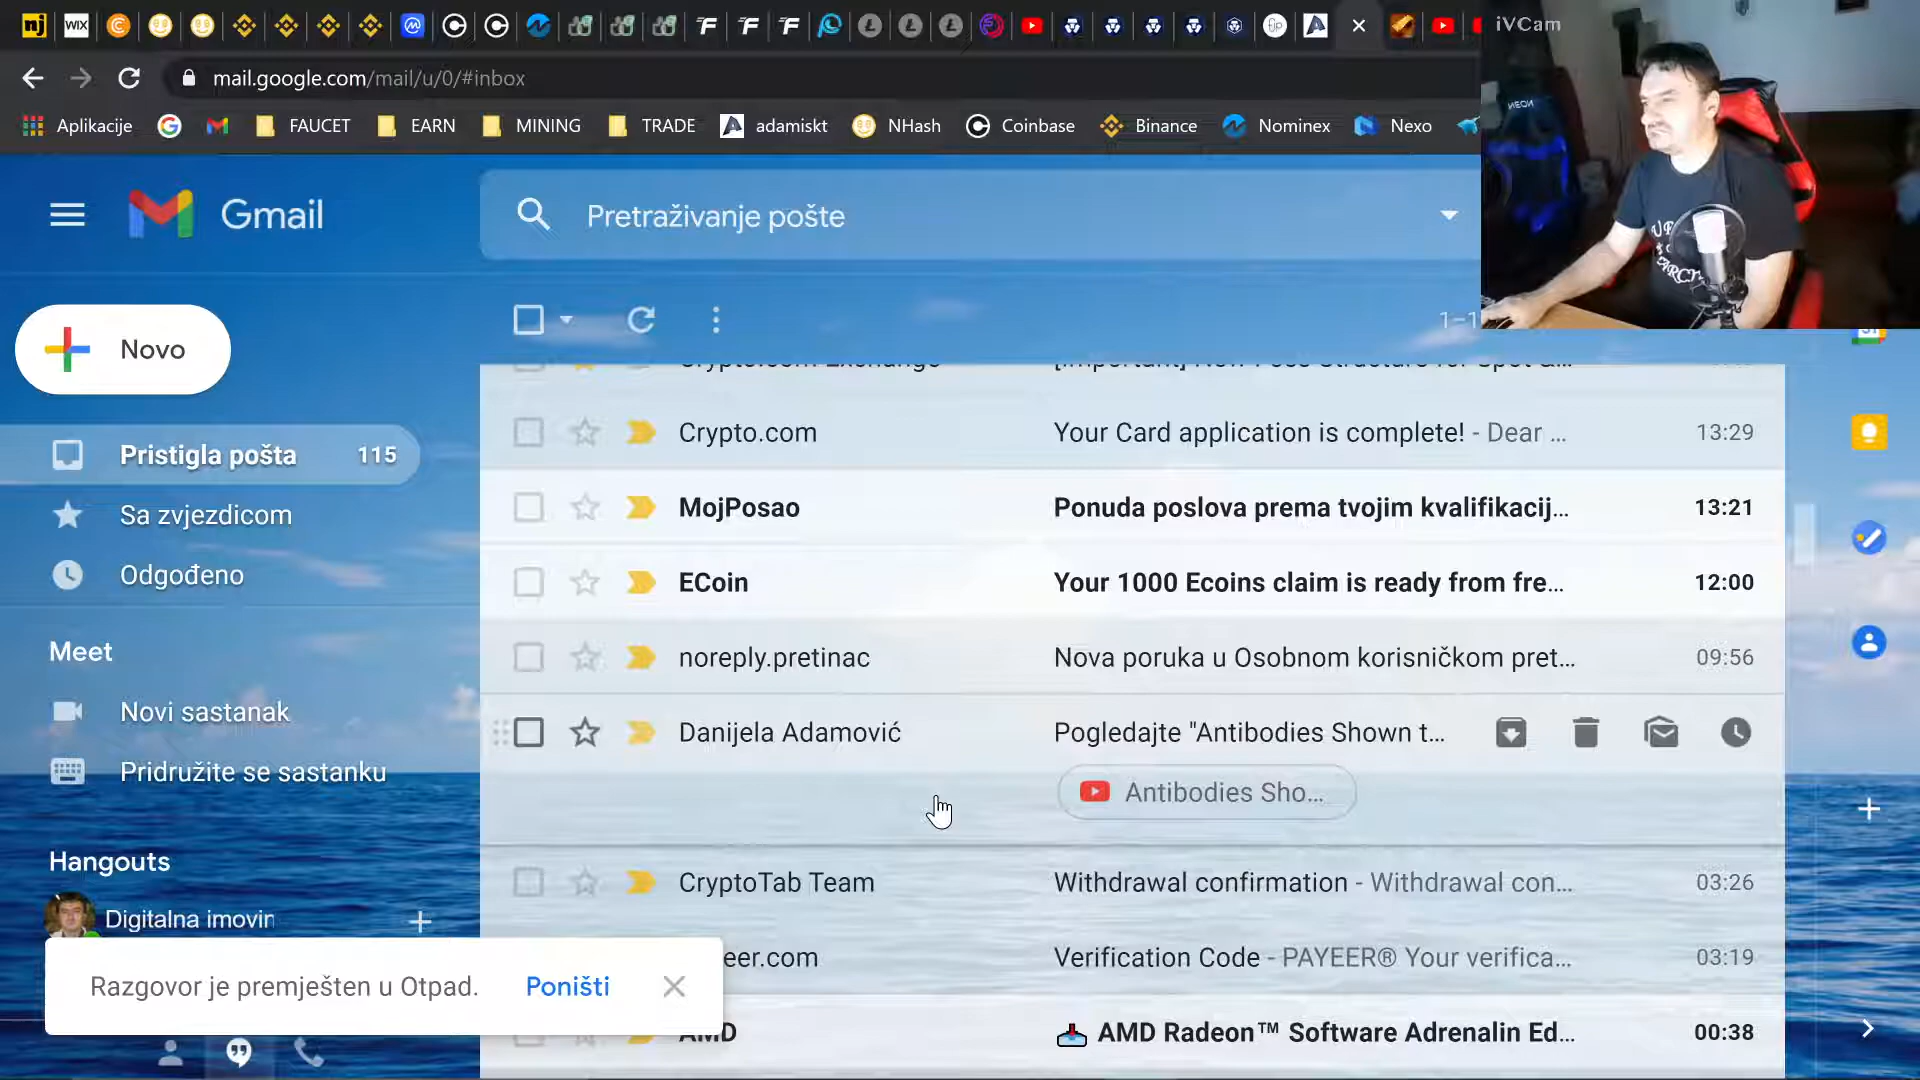 iVCam
mail.google.com/mail/u/0/#inbox
Aplikacije
FAUCET
EARN
MINING
TRADE
adamiskt
NHash
Coinbase
Binance
Nominex
Nexo
NEON
Gmail
Pretraživanje pošte
Novo
Pristigla pošta 115
Sa zvjezdicom
Odgođeno
Meet
Novi sastanak
Pridružite se sastanku
Hangouts
Digitalna imovin
Razgovor je premješten u Otpad. Poništi
Crypto.com Your Card application is complete! - Dear ... 13:29
MojPosao Ponuda poslova prema tvojim kvalifikacij... 13:21
ECoin Your 1000 Ecoins claim is ready from fre... 12:00
noreply.pretinac Nova poruka u Osobnom korisničkom pret... 09:56
Danijela Adamović Pogledajte "Antibodies Shown t...
Antibodies Sho...
CryptoTab Team Withdrawal confirmation - Withdrawal con... 03:26
eer.com Verification Code - PAYEER® Your verifica... 03:19
AMD AMD Radeon™ Software Adrenalin Ed... 00:38